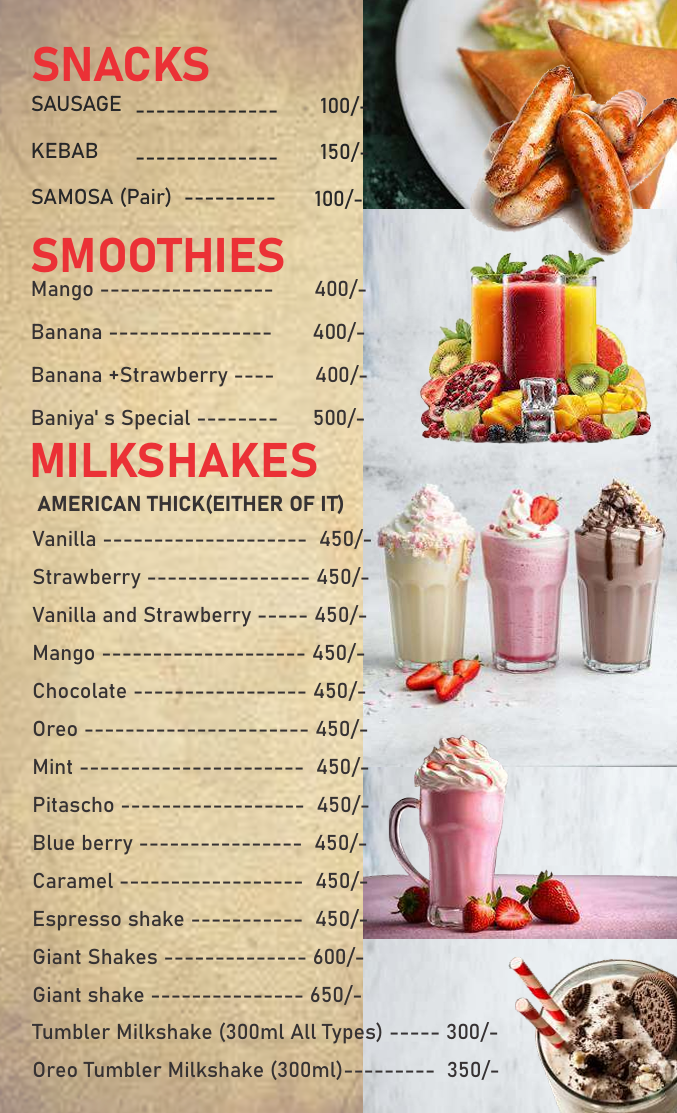 SNACKS
SAUSAGE -------------- 100/-
KEBAB -------------- 150/-
SAMOSA (Pair) --------- 100/-
SMOOTHIES
Mango ----------------- 400/-
Banana ---------------- 400/-
Banana +Strawberry ---- 400/-
Baniya' s Special -------- 500/-
MILKSHAKES
AMERICAN THICK(EITHER OF IT)
Vanilla -------------------- 450/-
Strawberry ---------------- 450/-
Vanilla and Strawberry ----- 450/-
Mango -------------------- 450/-
Chocolate ----------------- 450/-
Oreo ---------------------- 450/-
Mint ---------------------- 450/-
Pitascho ------------------ 450/-
Blue berry ---------------- 450/-
Caramel ------------------ 450/-
Espresso shake ----------- 450/-
Giant Shakes -------------- 600/-
Giant shake --------------- 650/-
Tumbler Milkshake (300ml All Types) ----- 300/-
Oreo Tumbler Milkshake (300ml)--------- 350/-